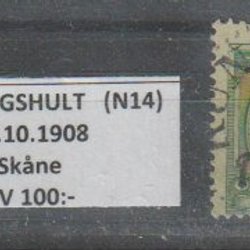 GSHULT (N14)
.10.1908
Skåne
V 100:-